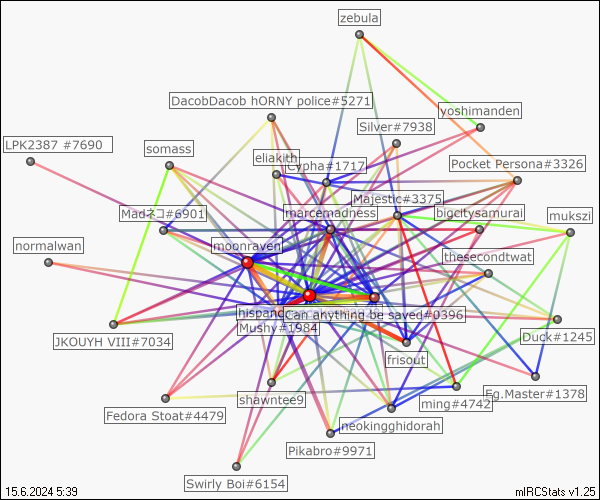 zebula
DacobDacob hORNY police#5271
yoshimanden
Silver#7938
LPK2387 #7690
somass
eliakith
Cypha#1717
Pocket Persona#3326
Majestic#3375
Madネコ#6901
marcemadness
bigcitysamurai
mukszi
normalwan
moonraven
thesecondtwat
Can anything be saved#0396
Mushy#1984
JKOUYH VIII#7034
frisout
Duck#1245
shawntee9
Fedora Stoat#4479
ming#4742
Eg.Master#1378
neokingghidorah
Pikabro#9971
Swirly Boi#6154
15.6.2024 5:39
mIRCStats v1.25